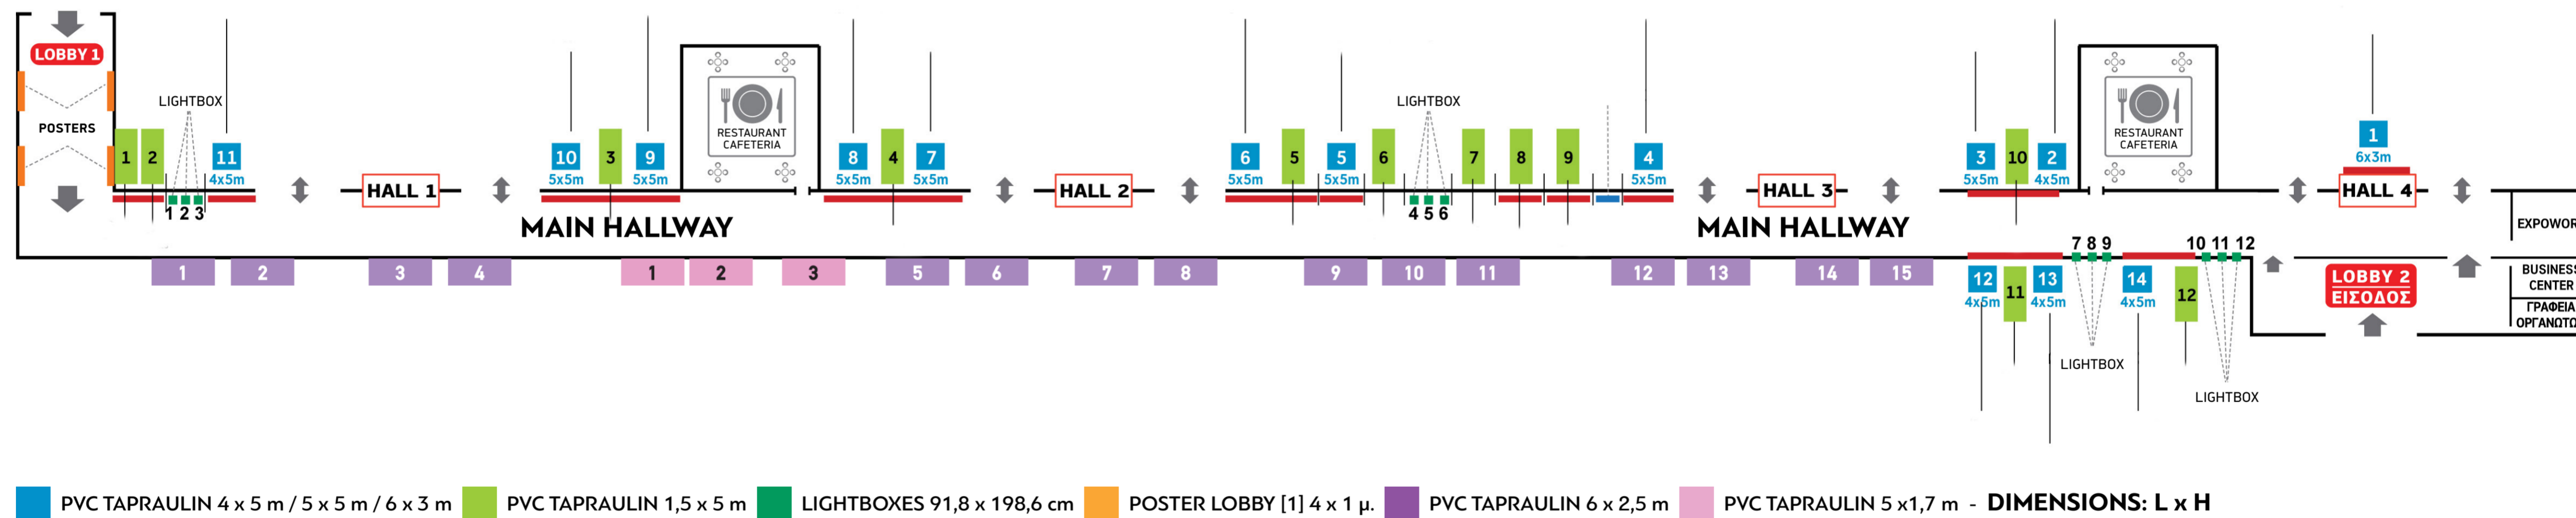 LOBBY 1
POSTERS
LIGHTBOX
1 2
1 2 3
11
4x5m
HALL 1
10
5x5m
3
9
5x5m
RESTAURANT
CAFETERIA
8
5x5m
4
7
5x5m
HALL 2
6
5x5m
5
5
5x5m
6
LIGHTBOX
4 5 6
7
8
9
4
5x5m
HALL 3
3
5x5m
10
2
4x5m
RESTAURANT
CAFETERIA
1
6x3m
HALL 4
MAIN HALLWAY
MAIN HALLWAY
EXPOWOR
1 2 3 4 1 2 3 5 6 7 8 9 10 11 12 13 14 15
7 8 9
10 11 12
12
4x5m
11
13
4x5m
14
4x5m
12
LIGHTBOX
LIGHTBOX
LOBBY 2
ΕΙΣΟΔΟΣ
BUSINESS
CENTER
ΓΡΑΦΕΙΑ
ΟΡΓΑΝΩΤΩ
PVC TAPRAULIN 4 x 5 m / 5 x 5 m / 6 x 3 m PVC TAPRAULIN 1,5 x 5 m LIGHTBOXES 91,8 x 198,6 cm POSTER LOBBY [1] 4 x 1 μ. PVC TAPRAULIN 6 x 2,5 m PVC TAPRAULIN 5 x1,7 m - DIMENSIONS: L x H